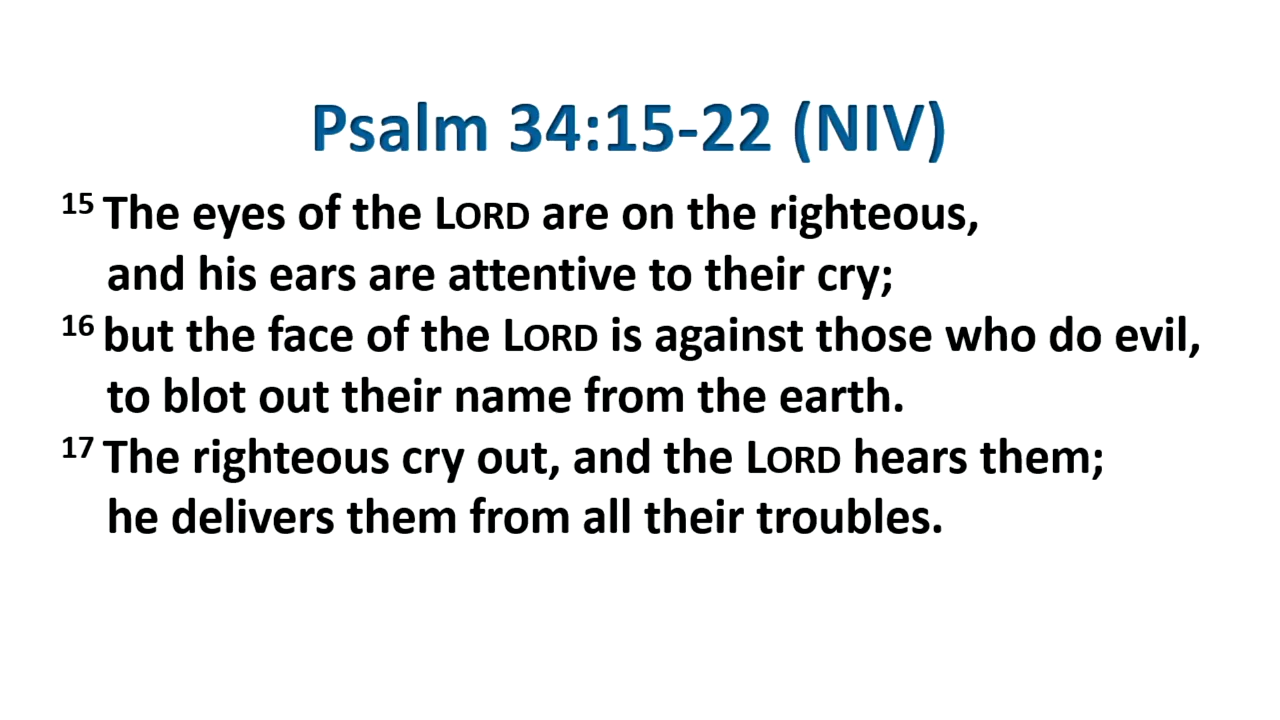 Psalm 34:15-22 (NIV)
15 The eyes of the LORD are on the righteous,
and his ears are attentive to their cry;
16 but the face of the LORD is against those who do evil,
to blot out their name from the earth.
17 The righteous cry out, and the LORD hears them;
he delivers them from all their troubles.